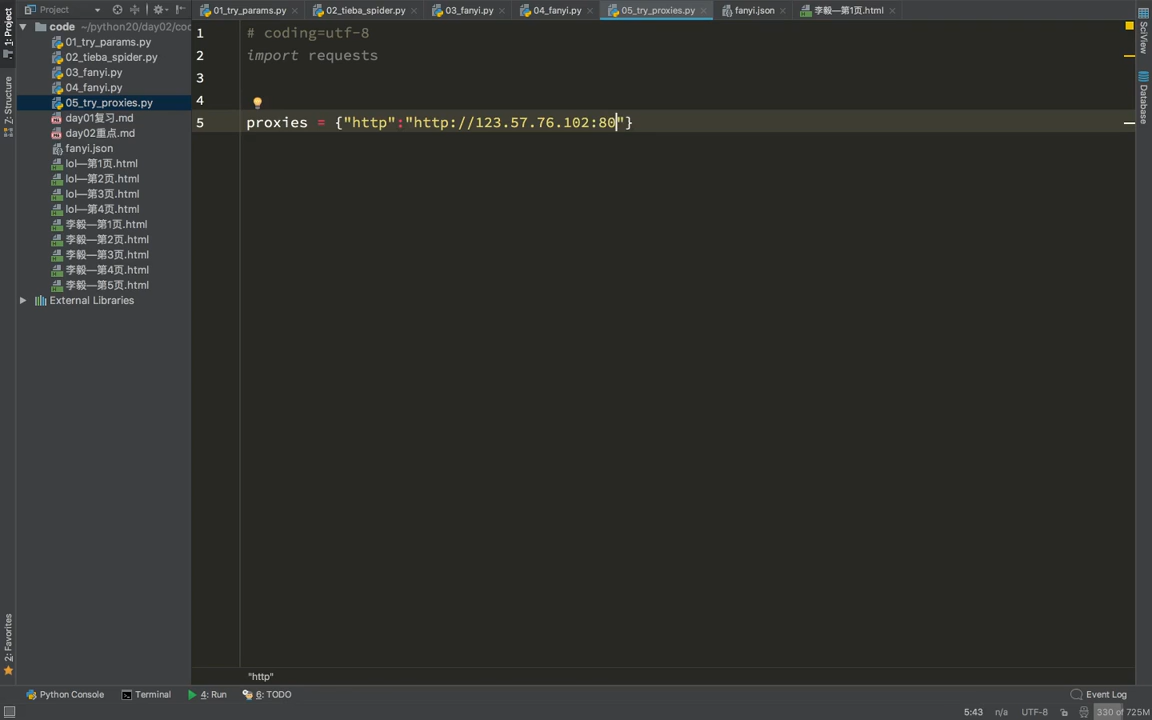 Project
01_try_params.py
02_tieba_spider.py
03_fanyi.py
04_fanyi.py
05_try_proxies.py
fanyi.json
李毅—第1页.html
1: Project
Z: Structure
2: Favorites
code ~/python20/day02/coc
01_try_params.py
02_tieba_spider.py
03_fanyi.py
04_fanyi.py
05_try_proxies.py
day01复习.md
day02重点.md
fanyi.json
lol—第1页.html
lol—第2页.html
lol—第3页.html
lol—第4页.html
李毅—第1页.html
李毅—第2页.html
李毅—第3页.html
李毅—第4页.html
李毅—第5页.html
External Libraries
1 # coding=utf-8
2 import requests
3
4
5 proxies = {"http":"http://123.57.76.102:80"}
SciView
Database
"http"
Python Console
Terminal
4: Run
6: TODO
Event Log
5:43
n/a
UTF-8
330 of 725M